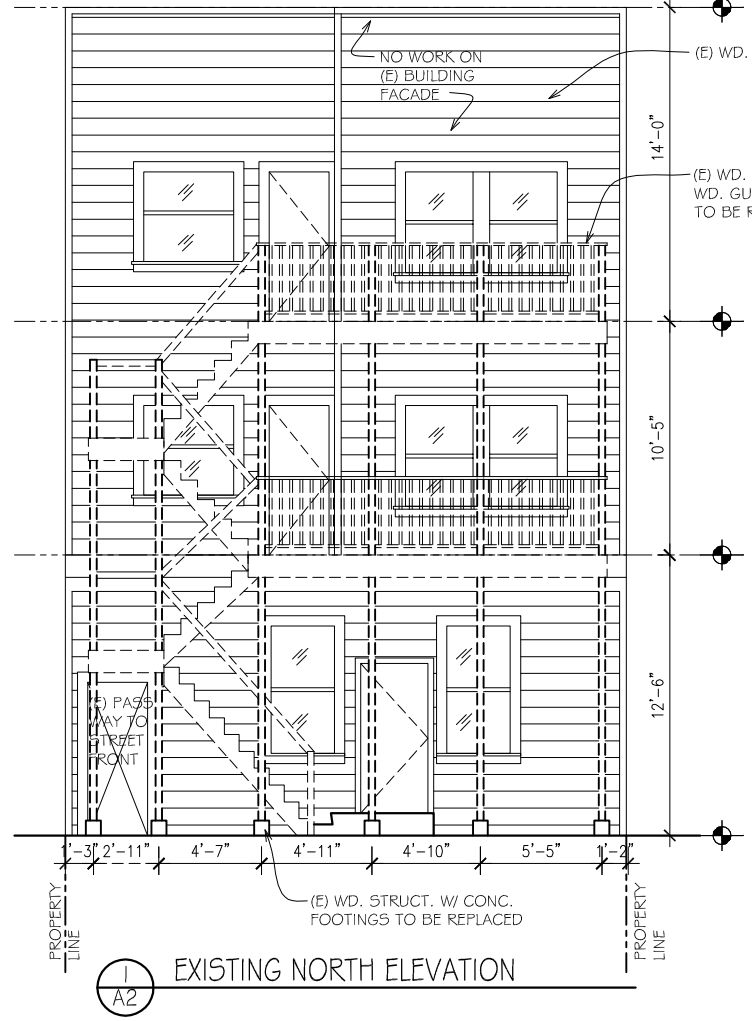 NO WORK ON
(E) BUILDING
FACADE
(E) WD.
14'-0"
(E) WD.
WD. GU
TO BE R
10'-5"
12'-6"
(E) PASS
WAY TO
STREET
FRONT
1'-3" 2'-11" 4'-7" 4'-11" 4'-10" 5'-5" 1'-2"
(E) WD. STRUCT. W/ CONC.
FOOTINGS TO BE REPLACED
PROPERTY
LINE
PROPERTY
LINE
1
A2
EXISTING NORTH ELEVATION